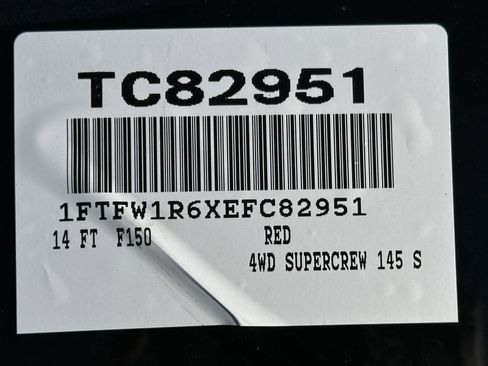 TC82951
1FTFW1R6XEFC82951
14 FT F150 RED
4WD SUPERCREW 145 S